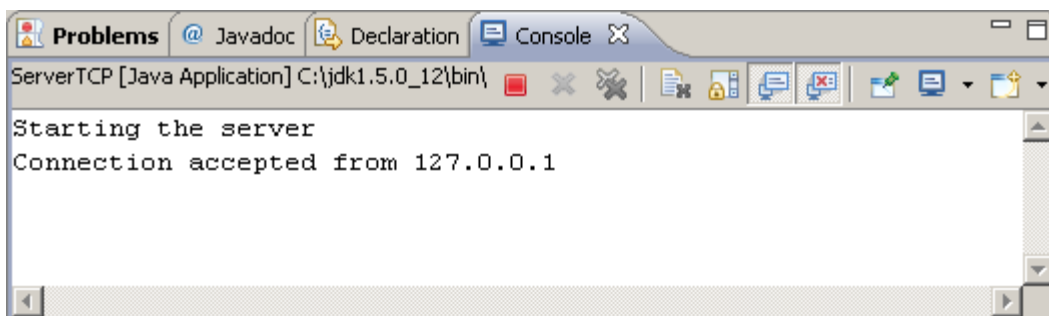 Problems @ Javadoc Declaration Console
ServerTCP [Java Application] C:\jdk1.5.0_12\bin\
Starting the server
Connection accepted from 127.0.0.1